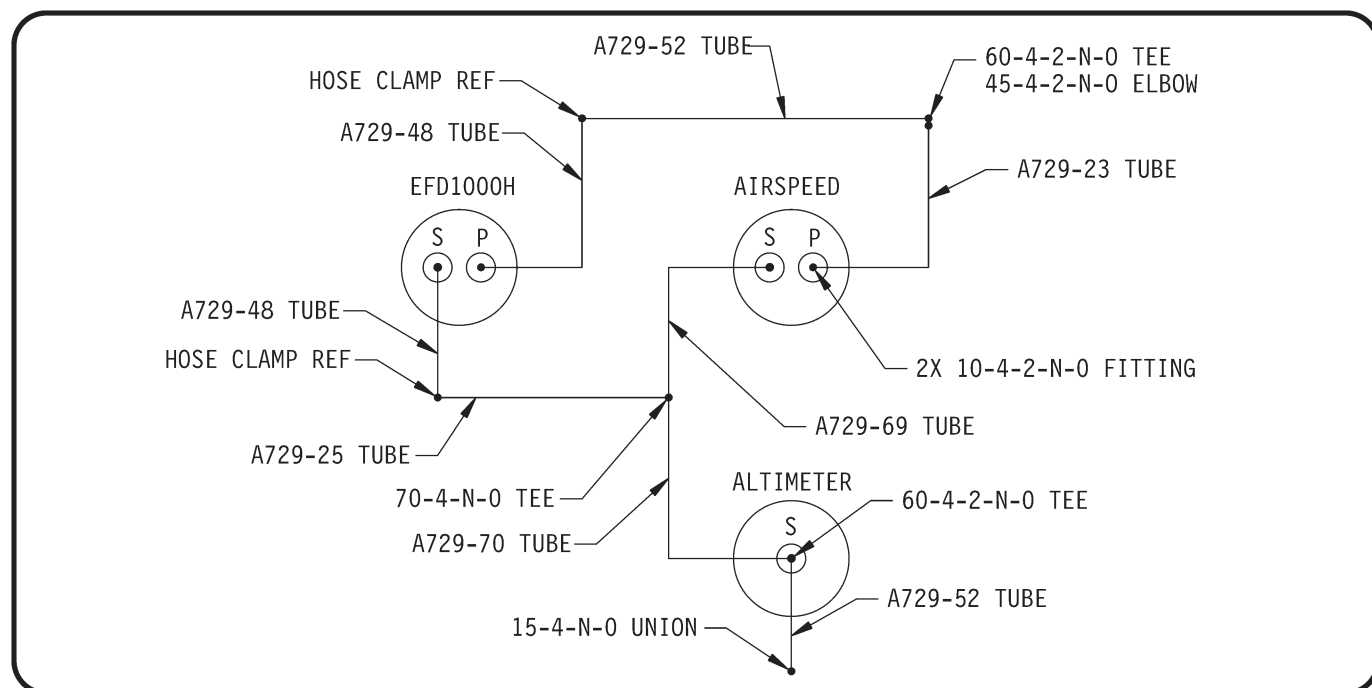 A729-52 TUBE
60-4-2-N-O TEE
45-4-2-N-O ELBOW
HOSE CLAMP REF
A729-48 TUBE
A729-23 TUBE
EFD1000H
AIRSPEED
S P
S P
A729-48 TUBE
HOSE CLAMP REF
2X 10-4-2-N-O FITTING
A729-69 TUBE
A729-25 TUBE
70-4-N-O TEE
ALTIMETER
60-4-2-N-O TEE
S
A729-70 TUBE
A729-52 TUBE
15-4-N-O UNION